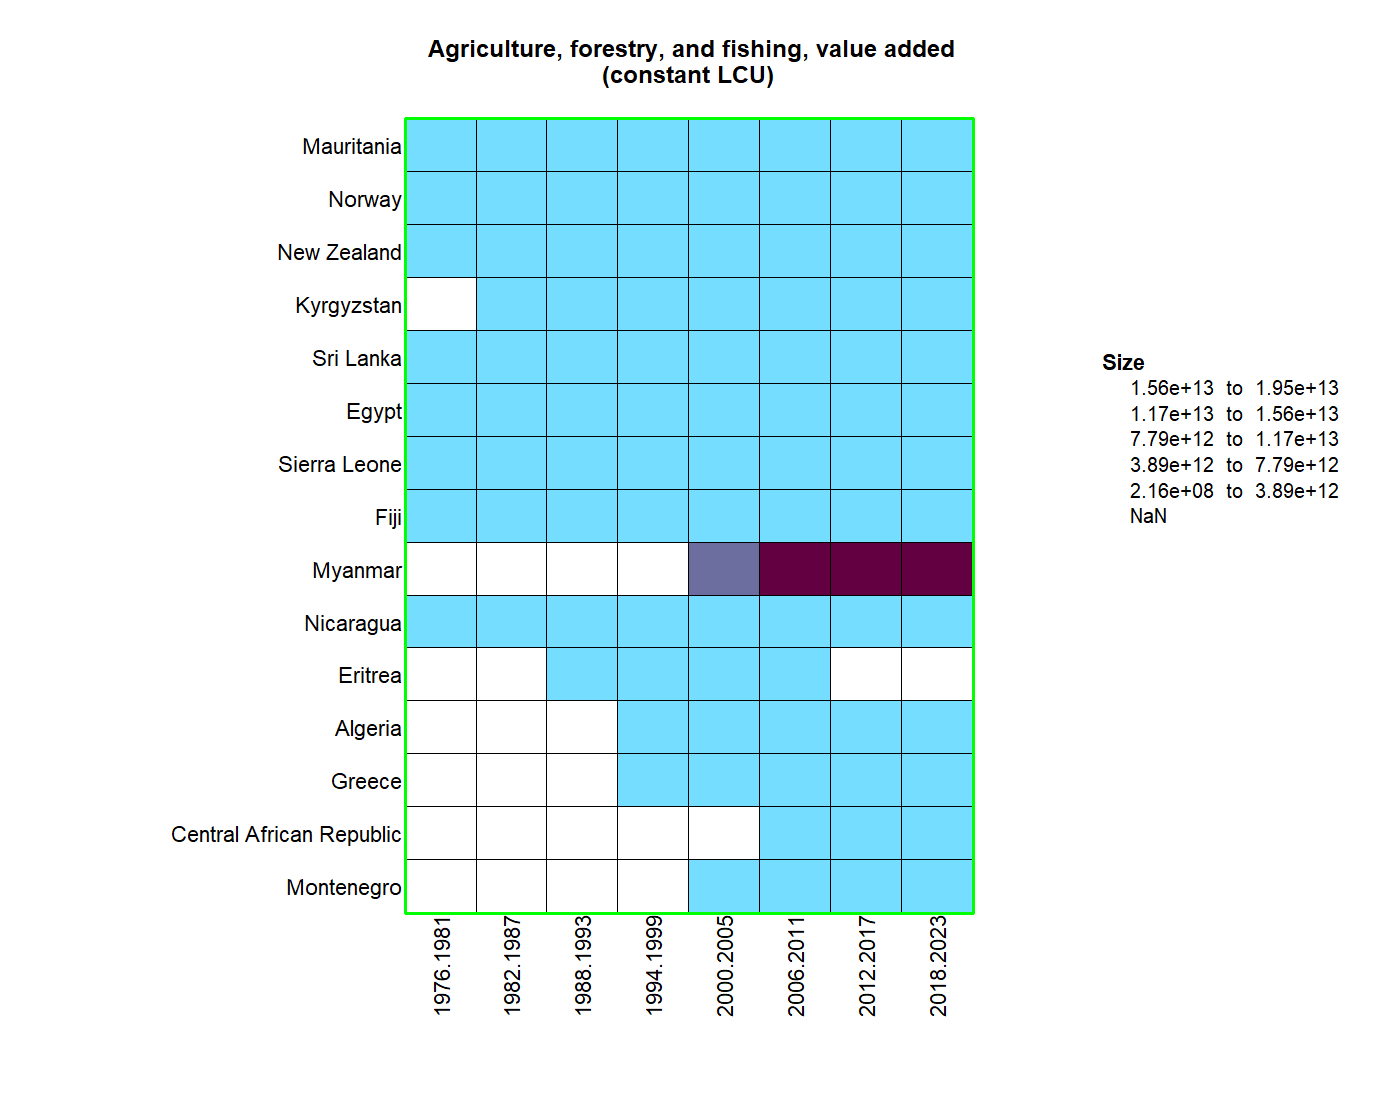 Agriculture, forestry, and fishing, value added
(constant LCU)
Mauritania
Norway
New Zealand
Kyrgyzstan
Sri Lanka
Egypt
Sierra Leone
Fiji
Myanmar
Nicaragua
Eritrea
Algeria
Greece
Central African Republic
Montenegro
1976.1981
1982.1987
1988.1993
1994.1999
2000.2005
2006.2011
2012.2017
2018.2023
Size
1.56e+13 to 1.95e+13
1.17e+13 to 1.56e+13
7.79e+12 to 1.17e+13
3.89e+12 to 7.79e+12
2.16e+08 to 3.89e+12
NaN